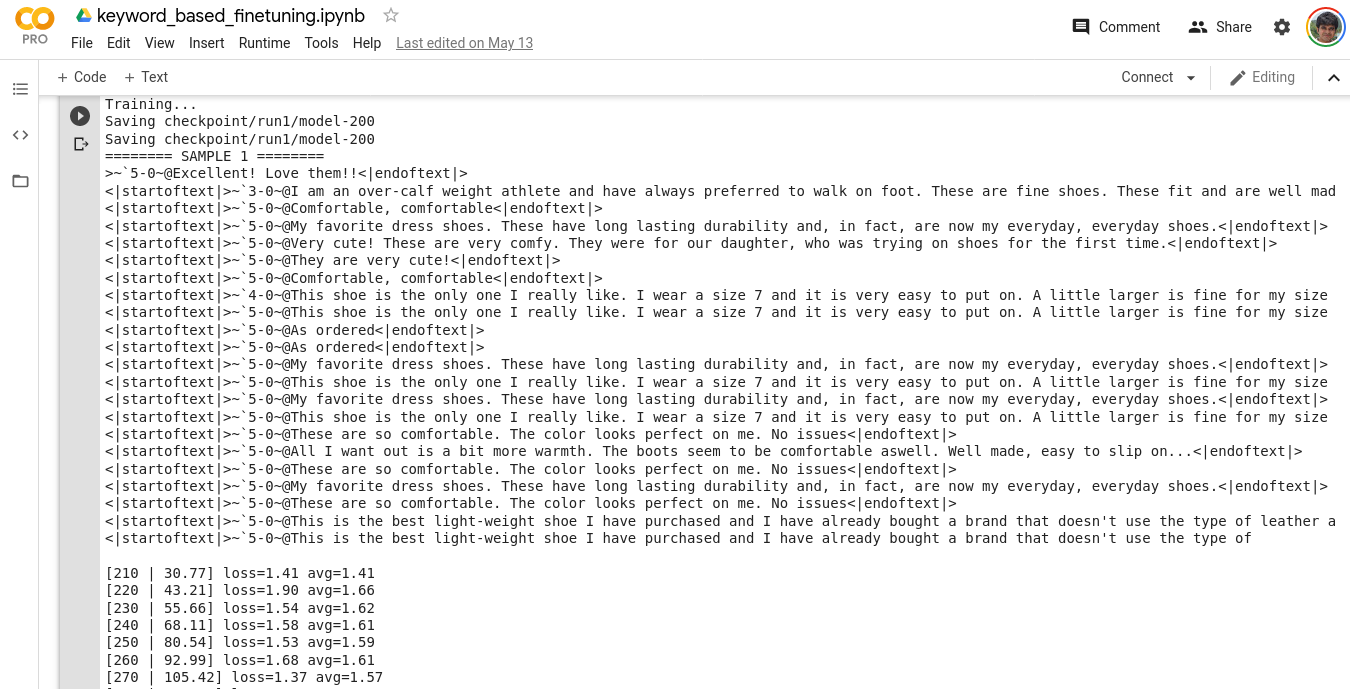 CO
PRO
keyword_based_finetuning.ipynb
File Edit View Insert Runtime Tools Help Last edited on May 13
Comment Share
+ Code + Text
Connect Editing
Training...
Saving checkpoint/run1/model-200
Saving checkpoint/run1/model-200
======== SAMPLE 1 ========
>~`5-0~@Excellent! Love them!!<|endoftext|>
<|startoftext|>~`3-0~@I am an over-calf weight athlete and have always preferred to walk on foot. These are fine shoes. These fit and are well mad
<|startoftext|>~`5-0~@Comfortable, comfortable<|endoftext|>
<|startoftext|>~`5-0~@My favorite dress shoes. These have long lasting durability and, in fact, are now my everyday, everyday shoes.<|endoftext|>
<|startoftext|>~`5-0~@Very cute! These are very comfy. They were for our daughter, who was trying on shoes for the first time.<|endoftext|>
<|startoftext|>~`5-0~@They are very cute!<|endoftext|>
<|startoftext|>~`5-0~@Comfortable, comfortable<|endoftext|>
<|startoftext|>~`4-0~@This shoe is the only one I really like. I wear a size 7 and it is very easy to put on. A little larger is fine for my size
<|startoftext|>~`5-0~@This shoe is the only one I really like. I wear a size 7 and it is very easy to put on. A little larger is fine for my size
<|startoftext|>~`5-0~@As ordered<|endoftext|>
<|startoftext|>~`5-0~@As ordered<|endoftext|>
<|startoftext|>~`5-0~@My favorite dress shoes. These have long lasting durability and, in fact, are now my everyday, everyday shoes.<|endoftext|>
<|startoftext|>~`5-0~@This shoe is the only one I really like. I wear a size 7 and it is very easy to put on. A little larger is fine for my size
<|startoftext|>~`5-0~@My favorite dress shoes. These have long lasting durability and, in fact, are now my everyday, everyday shoes.<|endoftext|>
<|startoftext|>~`5-0~@This shoe is the only one I really like. I wear a size 7 and it is very easy to put on. A little larger is fine for my size
<|startoftext|>~`5-0~@These are so comfortable. The color looks perfect on me. No issues<|endoftext|>
<|startoftext|>~`5-0~@All I want out is a bit more warmth. The boots seem to be comfortable aswell. Well made, easy to slip on...<|endoftext|>
<|startoftext|>~`5-0~@These are so comfortable. The color looks perfect on me. No issues<|endoftext|>
<|startoftext|>~`5-0~@My favorite dress shoes. These have long lasting durability and, in fact, are now my everyday, everyday shoes.<|endoftext|>
<|startoftext|>~`5-0~@These are so comfortable. The color looks perfect on me. No issues<|endoftext|>
<|startoftext|>~`5-0~@This is the best light-weight shoe I have purchased and I have already bought a brand that doesn't use the type of leather a
<|startoftext|>~`5-0~@This is the best light-weight shoe I have purchased and I have already bought a brand that doesn't use the type of
[210 | 30.77] loss=1.41 avg=1.41
[220 | 43.21] loss=1.90 avg=1.66
[230 | 55.66] loss=1.54 avg=1.62
[240 | 68.11] loss=1.58 avg=1.61
[250 | 80.54] loss=1.53 avg=1.59
[260 | 92.99] loss=1.68 avg=1.61
[270 | 105.42] loss=1.37 avg=1.57